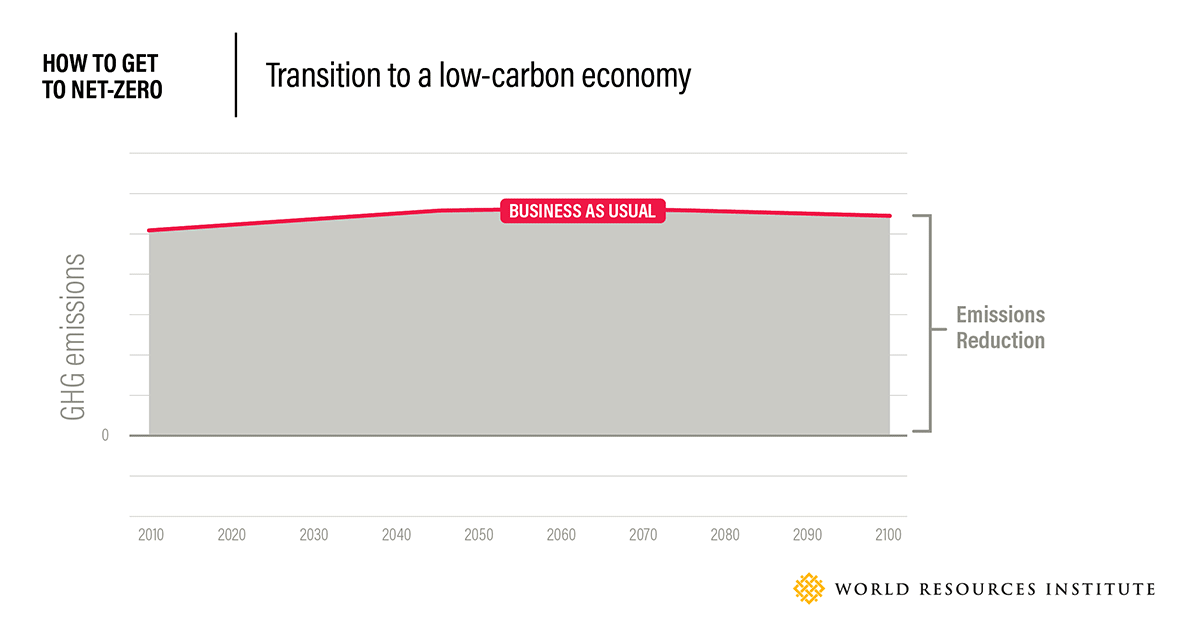 HOW TO GET
TO NET-ZERO
Transition to a low-carbon economy
GHG emissions
BUSINESS AS USUAL
Emissions
Reduction
0
2010 2020 2030 2040 2050 2060 2070 2080 2090 2100
WORLD RESOURCES INSTITUTE